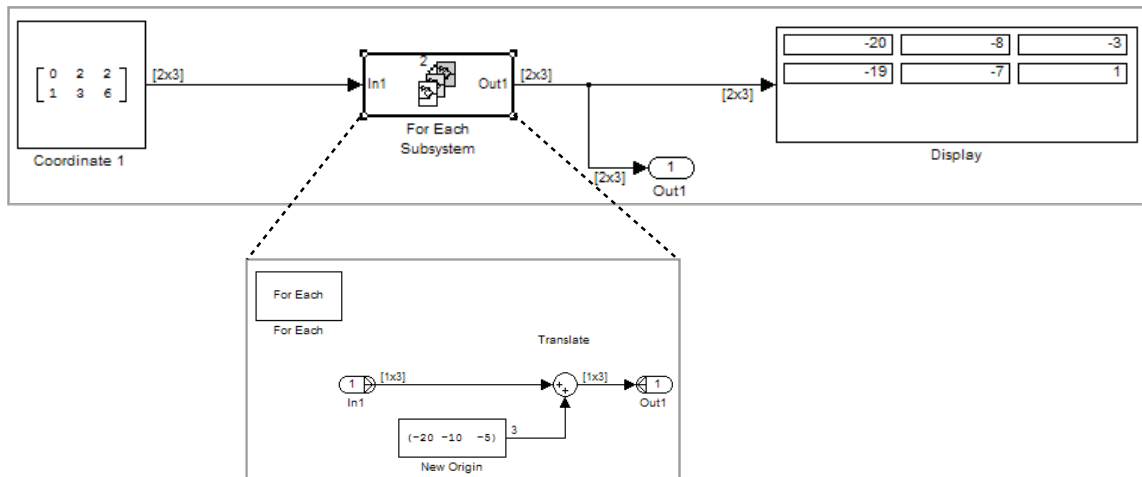 0 2 2
1 3 6
[2x3]
Coordinate 1
2
In1
Out1
[2x3]
For Each
Subsystem
[2x3]
-20 -8 -3
-19 -7 1
Display
[2x3]
1
Out1
For Each
For Each
Translate
1
[1x3]
In1
+
+
[1x3]
1
Out1
(-20 -10 -5)
3
New Origin